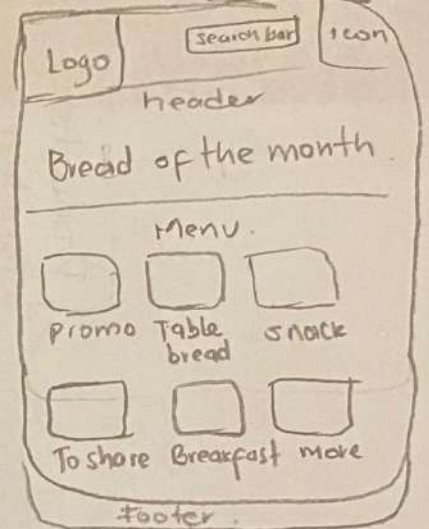 Logo
search bar
icon
header
Bread of the month.
Menu.
promo
Table
bread
snack
To share
Breakfast
more
footer.